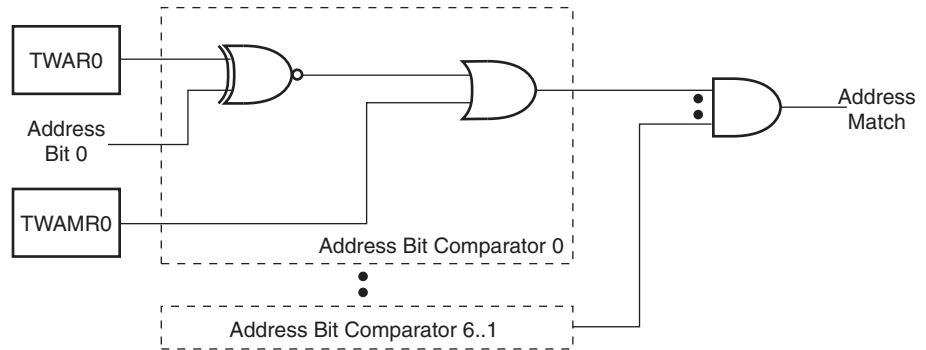 TWAR0
Address
Bit 0
TWAMR0
Address Bit Comparator 0
Address Bit Comparator 6..1
Address
Match